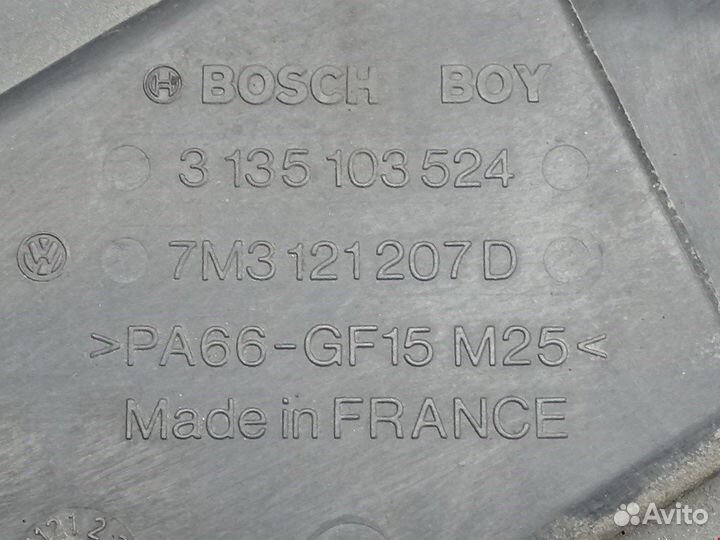 BOSCH BOY
3 135 103 524
7M3 121 207 D
>PA66-GF15 M25<
Made in FRANCE
Avito